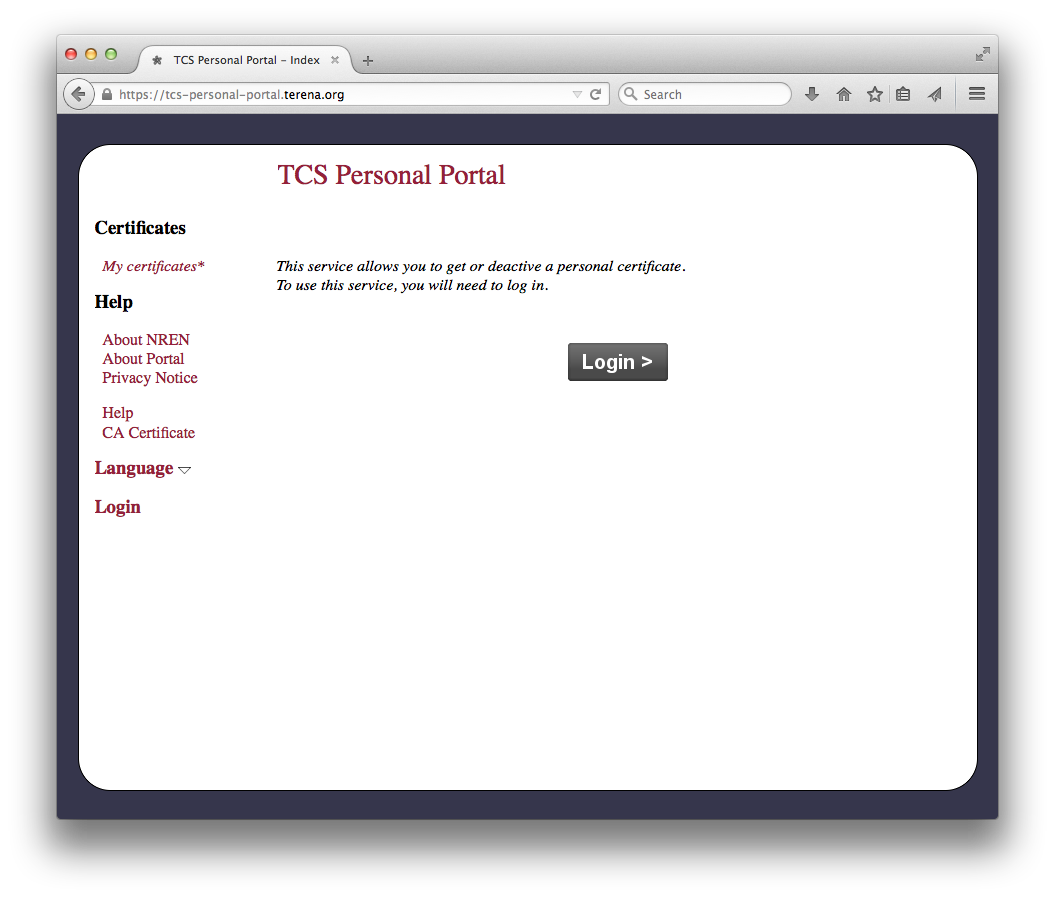 TCS Personal Portal - Index
https://tcs-personal-portal.terena.org
Search
TCS Personal Portal
Certificates
My certificates*
Help
About NREN
About Portal
Privacy Notice
Help
CA Certificate
Language
Login
This service allows you to get or deactive a personal certificate.
To use this service, you will need to log in.
Login >